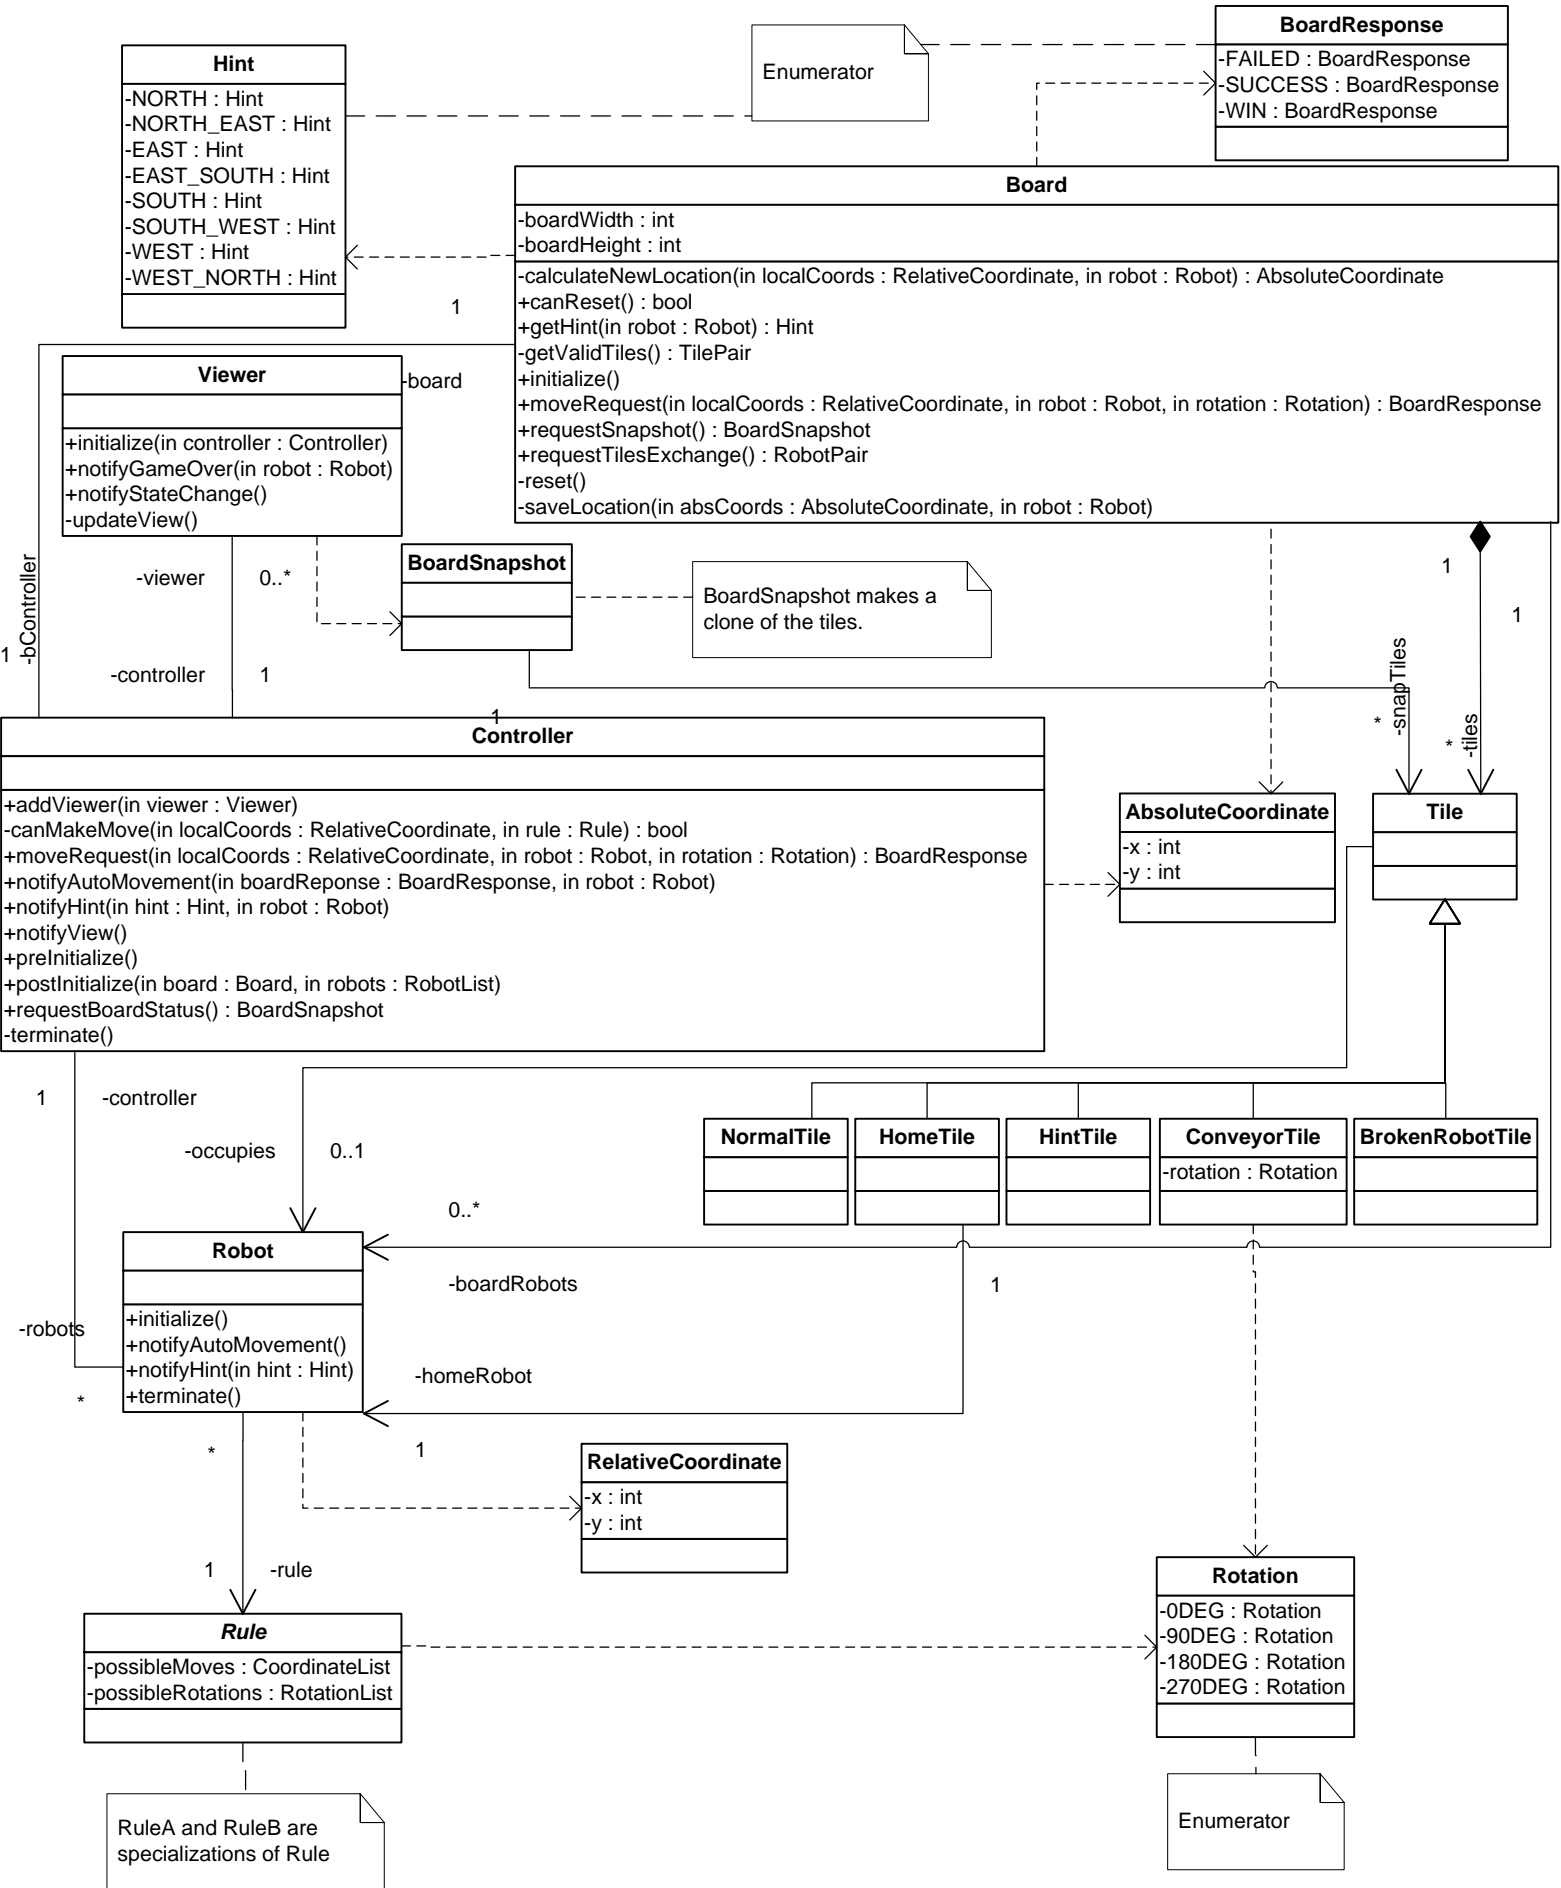 Hint
-NORTH : Hint
-NORTH_EAST : Hint
-EAST : Hint
-EAST_SOUTH : Hint
-SOUTH : Hint
-SOUTH_WEST : Hint
-WEST : Hint
-WEST_NORTH : Hint
Enumerator
BoardResponse
-FAILED : BoardResponse
-SUCCESS : BoardResponse
-WIN : BoardResponse
Board
-boardWidth : int
-boardHeight : int
-calculateNewLocation(in localCoords : RelativeCoordinate, in robot : Robot) : AbsoluteCoordinate
+canReset() : bool
+getHint(in robot : Robot) : Hint
-getValidTiles() : TilePair
+initialize()
+moveRequest(in localCoords : RelativeCoordinate, in robot : Robot, in rotation : Rotation) : BoardResponse
+requestSnapshot() : BoardSnapshot
+requestTilesExchange() : RobotPair
-reset()
-saveLocation(in absCoords : AbsoluteCoordinate, in robot : Robot)
1
-board
Viewer
+initialize(in controller : Controller)
+notifyGameOver(in robot : Robot)
+notifyStateChange()
-updateView()
-bController
1
-viewer
0..*
-controller
1
BoardSnapshot
BoardSnapshot makes a
clone of the tiles.
1
1
1
-snapTiles
*
-tiles
*
Controller
+addViewer(in viewer : Viewer)
-canMakeMove(in localCoords : RelativeCoordinate, in rule : Rule) : bool
+moveRequest(in localCoords : RelativeCoordinate, in robot : Robot, in rotation : Rotation) : BoardResponse
+notifyAutoMovement(in boardReponse : BoardResponse, in robot : Robot)
+notifyHint(in hint : Hint, in robot : Robot)
+notifyView()
+preInitialize()
+postInitialize(in board : Board, in robots : RobotList)
+requestBoardStatus() : BoardSnapshot
-terminate()
AbsoluteCoordinate
-x : int
-y : int
Tile
1
-controller
-occupies
0..1
NormalTile
HomeTile
HintTile
ConveyorTile
-rotation : Rotation
BrokenRobotTile
0..*
-boardRobots
1
Robot
+initialize()
+notifyAutoMovement()
+notifyHint(in hint : Hint)
+terminate()
-robots
*
-homeRobot
1
*
RelativeCoordinate
-x : int
-y : int
1
-rule
Rule
-possibleMoves : CoordinateList
-possibleRotations : RotationList
Rotation
-0DEG : Rotation
-90DEG : Rotation
-180DEG : Rotation
-270DEG : Rotation
RuleA and RuleB are
specializations of Rule
Enumerator